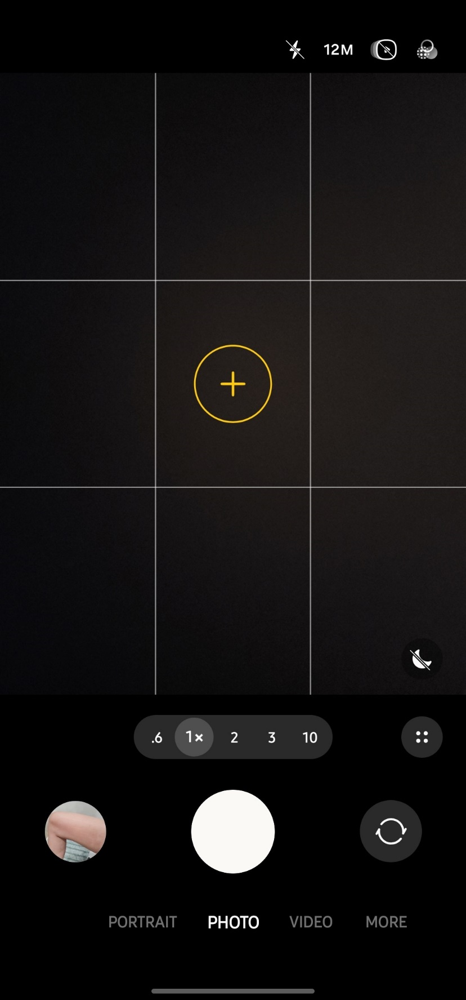 12M
.6 1× 2 3 10
PORTRAIT PHOTO VIDEO MORE